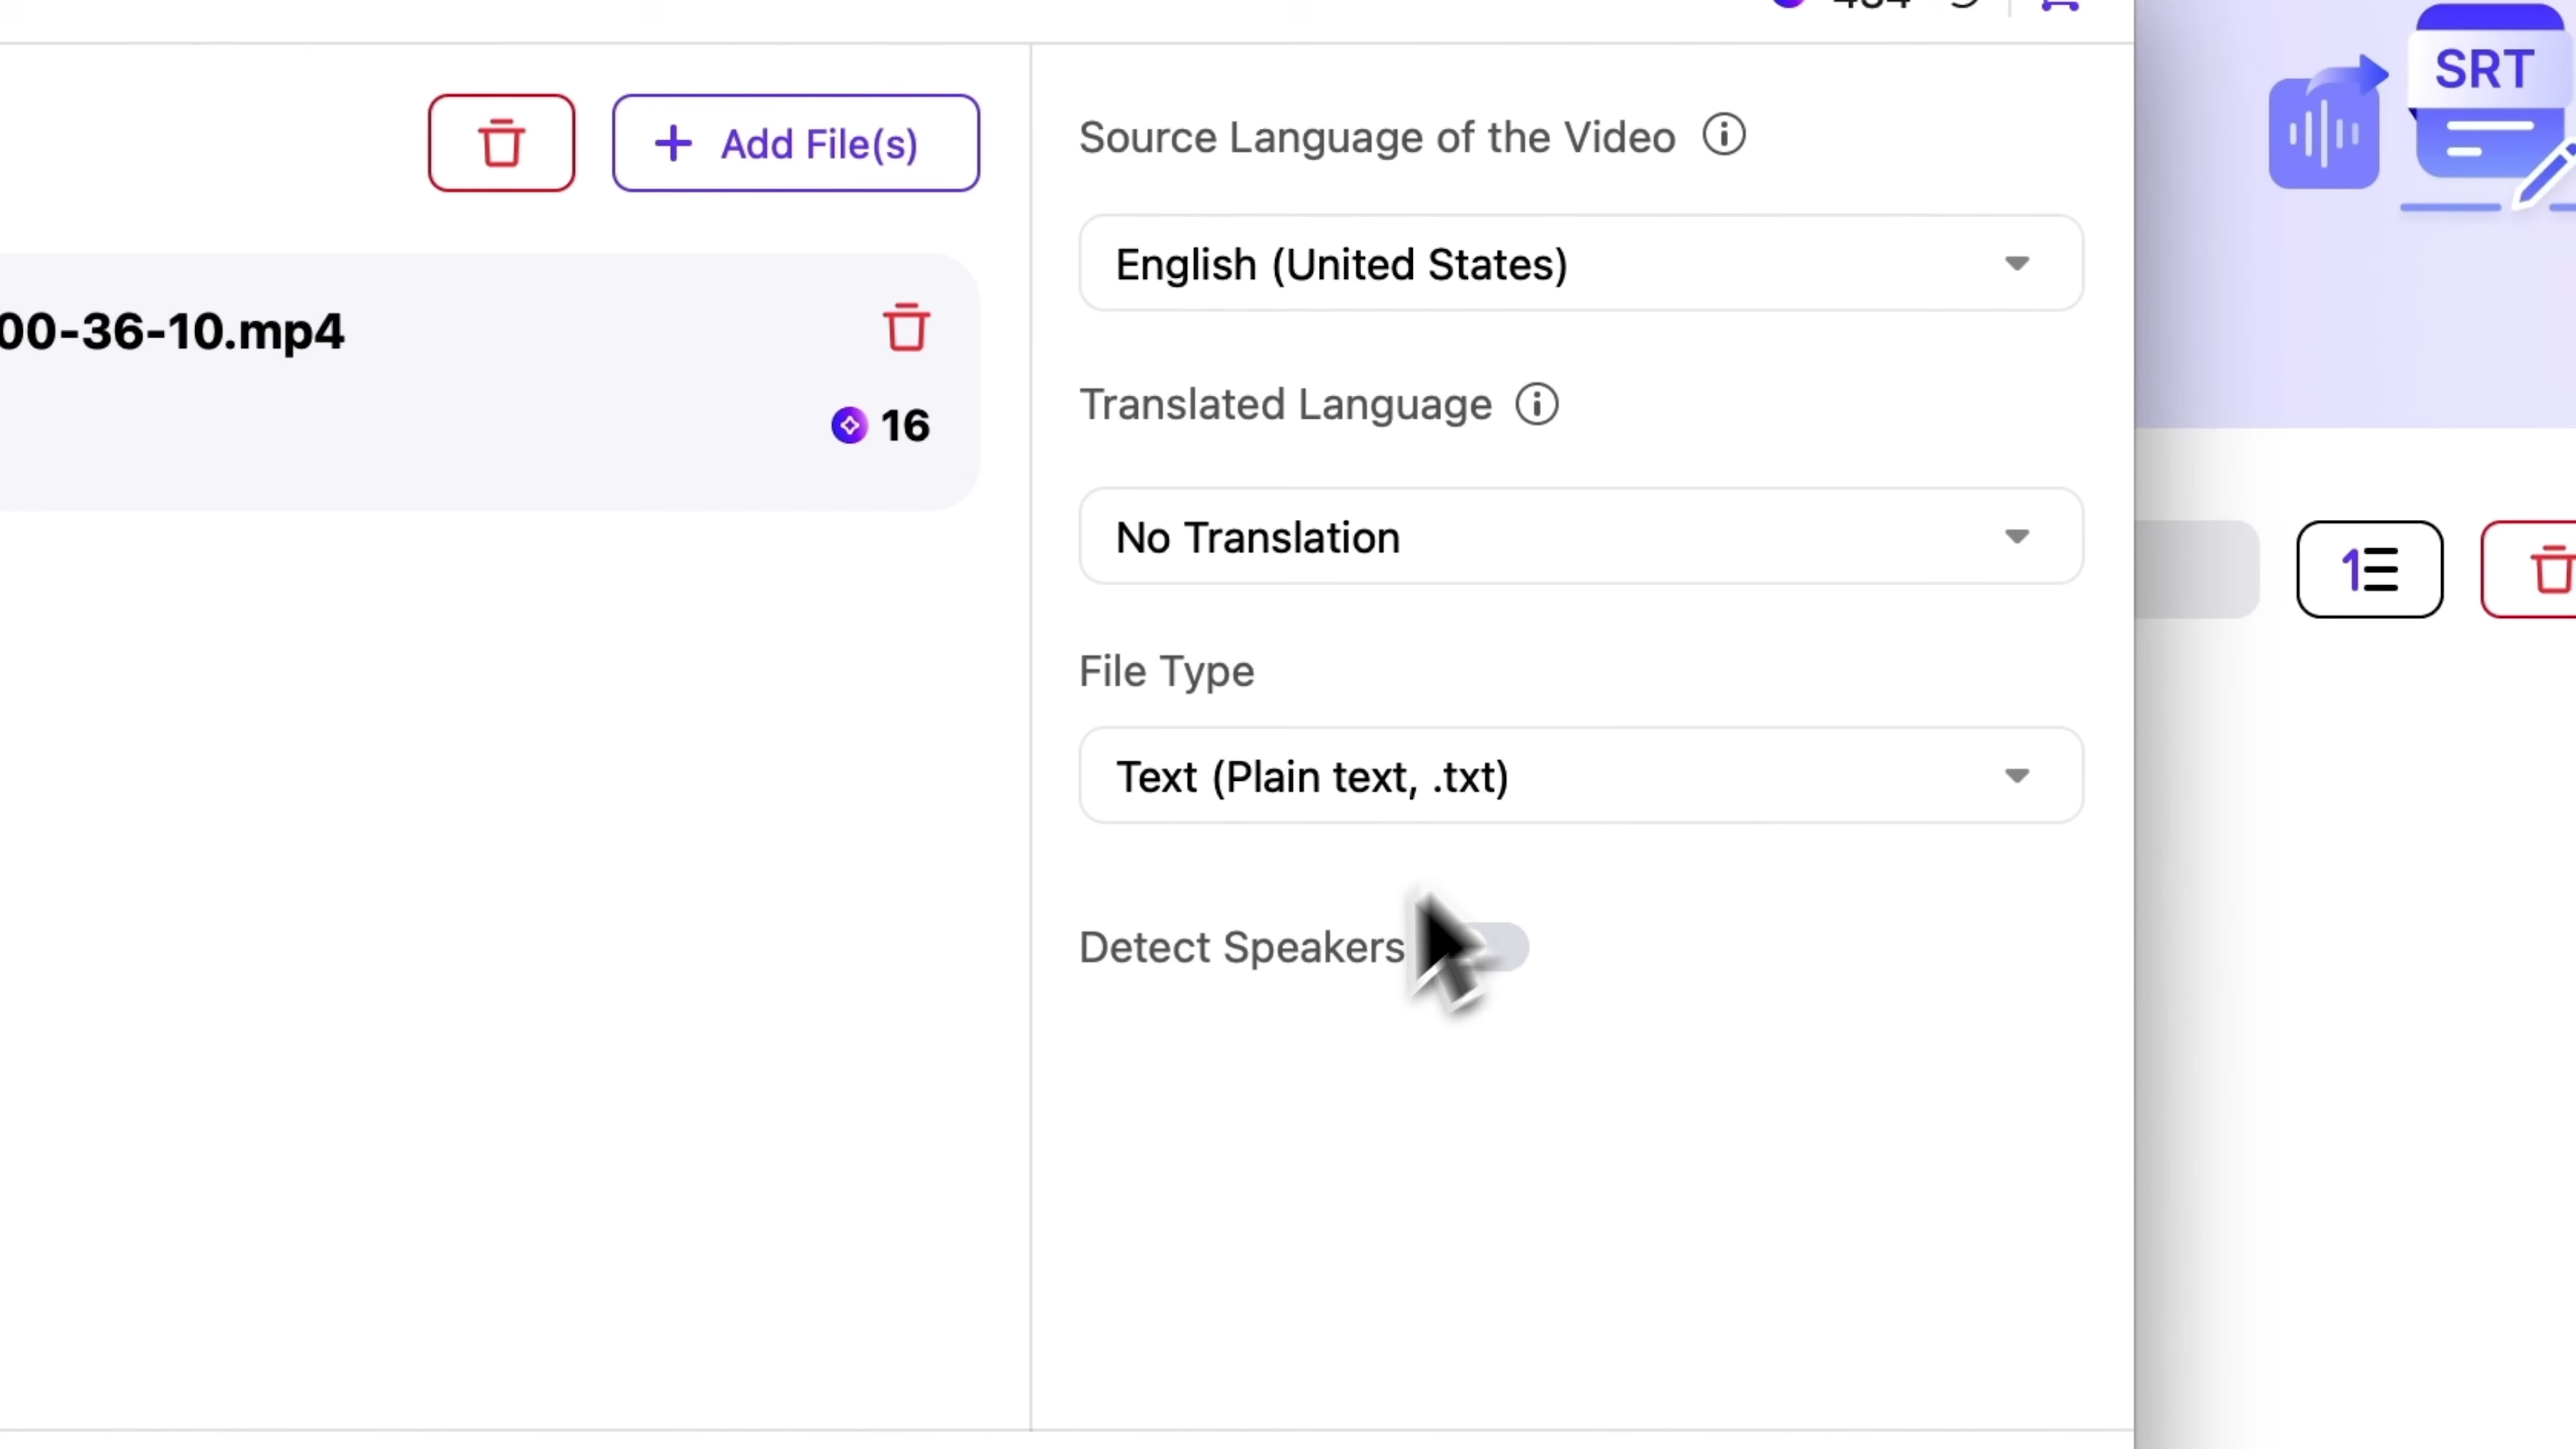 SRT
Add File(s)
Source Language of the Video
English (United States)
00-36-10.mp4
16
Translated Language
No Translation
File Type
Text (Plain text, .txt)
Detect Speakers